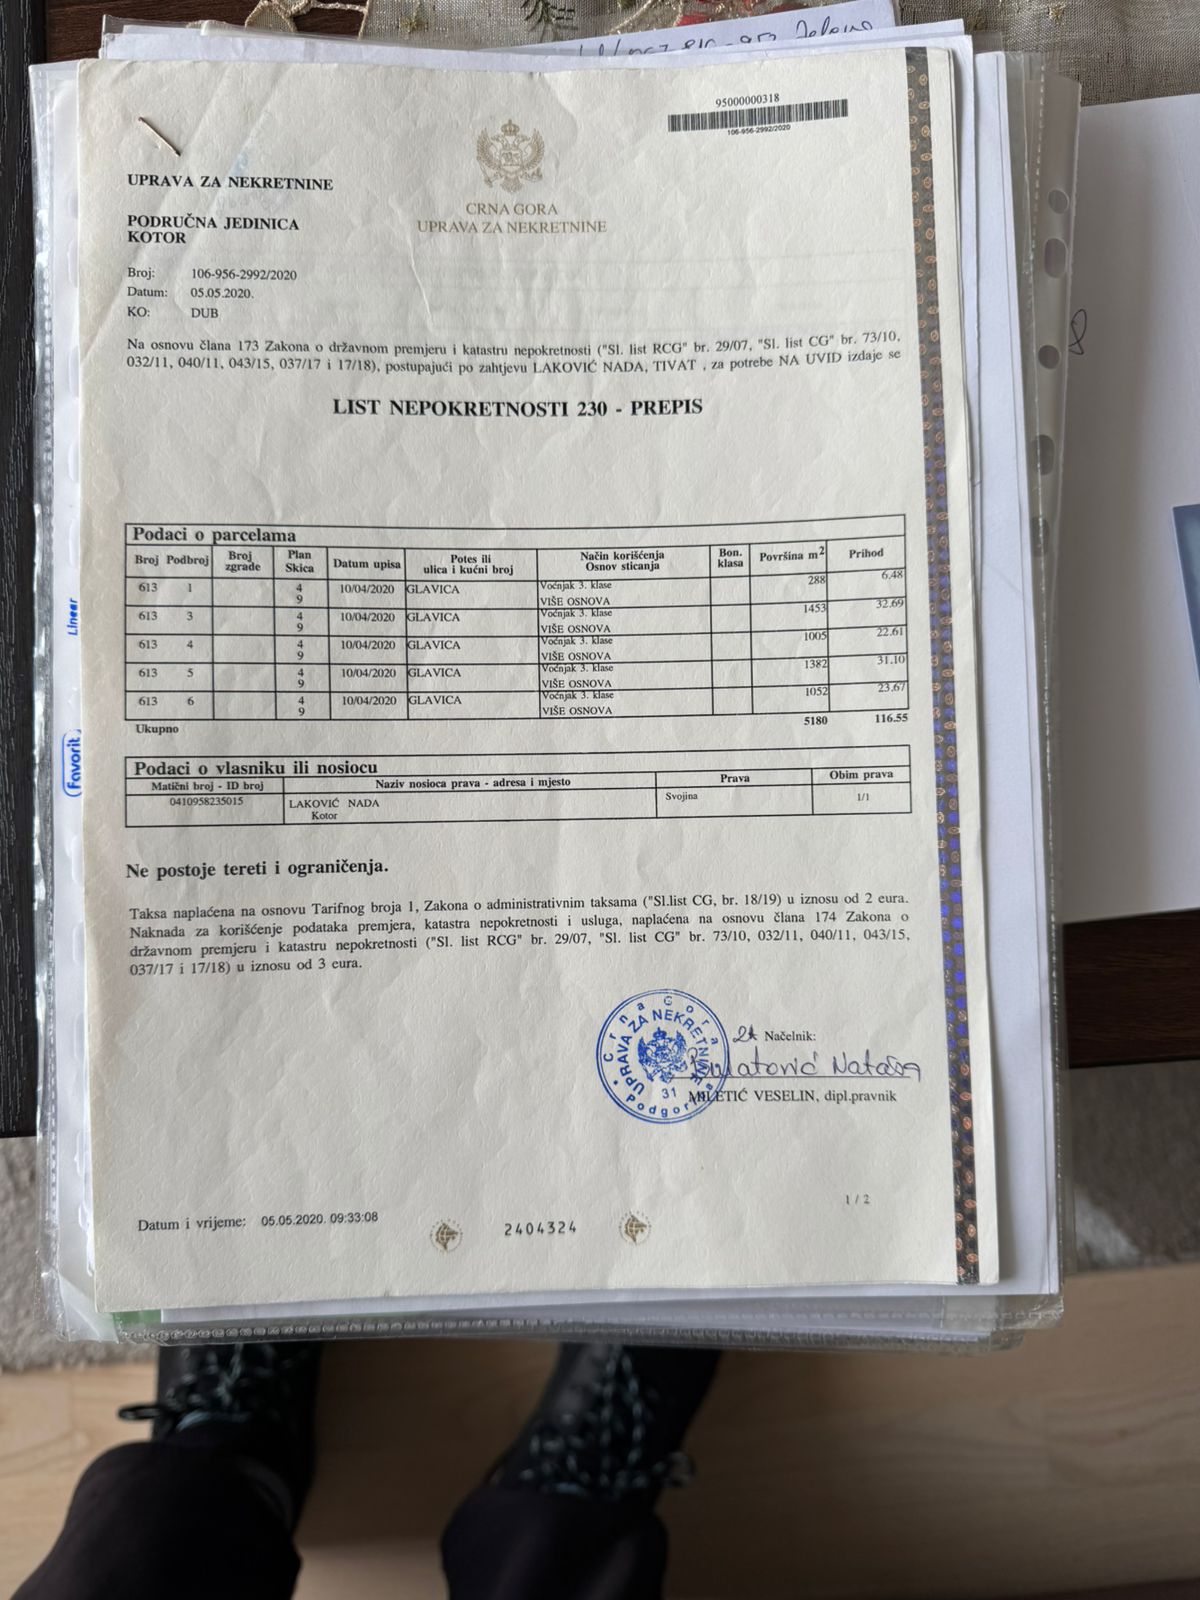 95000000318
106-956-2992/2020
UPRAVA ZA NEKRETNINE
CRNA GORA
UPRAVA ZA NEKRETNINE
PODRUČNA JEDINICA
KOTOR
Broj: 106-956-2992/2020
Datum: 05.05.2020.
KO: DUB
Na osnovu člana 173 Zakona o državnom premjeru i katastru nepokretnosti ("Sl. list RCG" br. 29/07, "Sl. list CG" br. 73/10,
032/11, 040/11, 043/15, 037/17 i 17/18), postupajući po zahtjevu LAKOVIĆ NADA, TIVAT , za potrebe NA UVID izdaje se
LIST NEPOKRETNOSTI 230 - PREPIS
Podaci o parcelama
Broj Podbroj Broj zgrade Plan Skica Datum upisa Potes ili ulica i kućni broj Način korišćenja Osnov sticanja Bon. klasa Površina m2 Prihod
613 1 4 9 10/04/2020 GLAVICA Voćnjak 3. klase VIŠE OSNOVA 288 6.48
613 3 4 9 10/04/2020 GLAVICA Voćnjak 3. klase VIŠE OSNOVA 1453 32.69
613 4 4 9 10/04/2020 GLAVICA Voćnjak 3. klase VIŠE OSNOVA 1005 22.61
613 5 4 9 10/04/2020 GLAVICA Voćnjak 3. klase VIŠE OSNOVA 1382 31.10
613 6 4 9 10/04/2020 GLAVICA Voćnjak 3. klase VIŠE OSNOVA 1052 23.67
Ukupno 5180 116.55
Podaci o vlasniku ili nosiocu
Matični broj - ID broj Naziv nosioca prava - adresa i mjesto Prava Obim prava
0410958235015 LAKOVIĆ NADA Svojina 1/1
Kotor
Ne postoje tereti i ograničenja.
Taksa naplaćena na osnovu Tarifnog broja 1, Zakona o administrativnim taksama ("Sl.list CG, br. 18/19) u iznosu od 2 eura.
Naknada za korišćenje podataka premjera, katastra nepokretnosti i usluga, naplaćena na osnovu člana 174 Zakona o
državnom premjeru i katastru nepokretnosti ("Sl. list RCG" br. 29/07, "Sl. list CG" br. 73/10, 032/11, 040/11, 043/15,
037/17 i 17/18) u iznosu od 3 eura.
Crna Gora
UPRAVA ZA NEKRETNINE
31
Podgorica
Načelnik:
Nataša
MILETIĆ VESELIN, dipl.pravnik
1 / 2
Datum i vrijeme: 05.05.2020. 09:33:08
2404324
Linear
Favorit